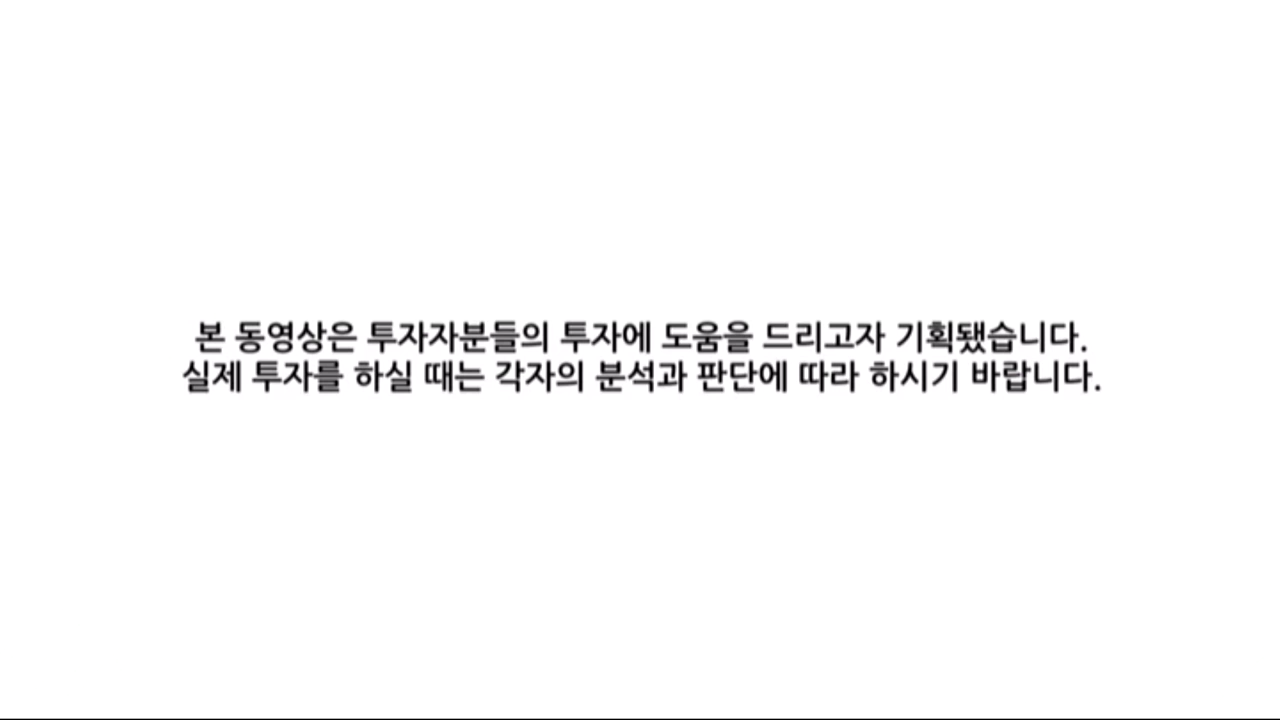 본 동영상은 투자자분들의 투자에 도움을 드리고자 기획됐습니다.
실제 투자를 하실 때는 각자의 분석과 판단에 따라 하시기 바랍니다.